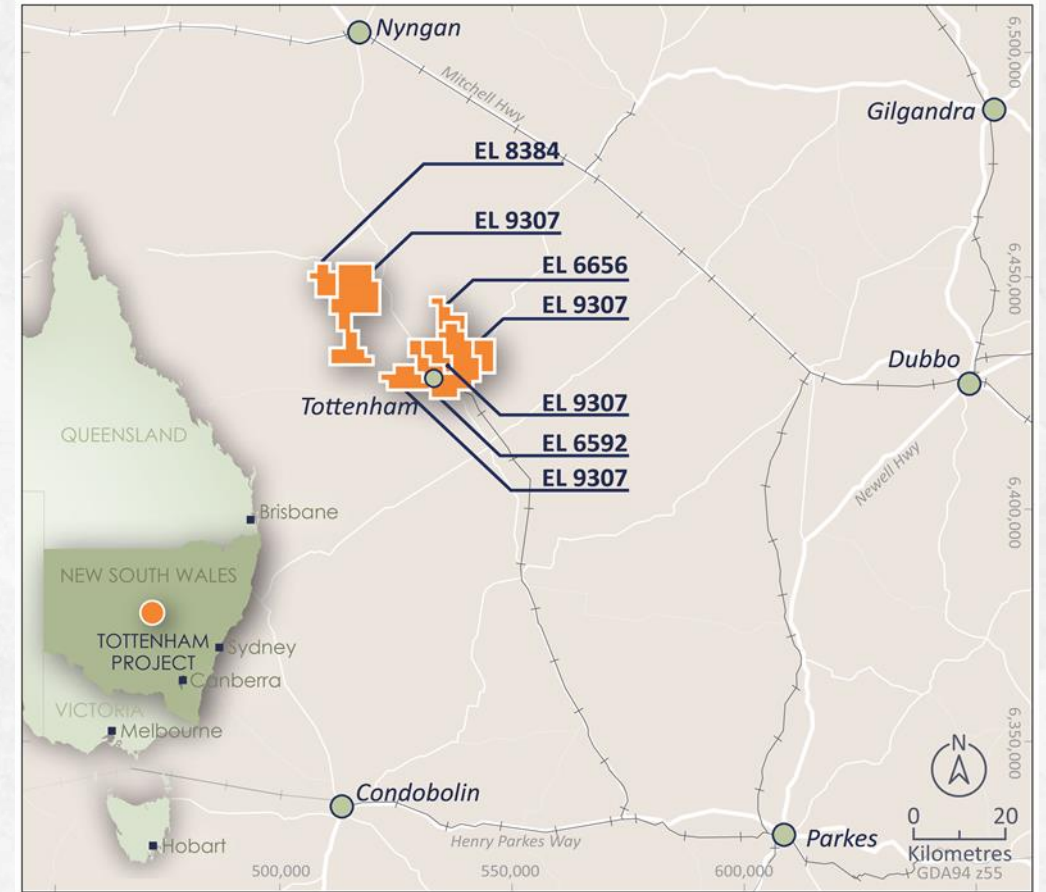 Nyngan
Mitchell Hwy
6,500,000
Gilgandra
EL 8384
EL 9307
EL 6656
EL 9307
6,450,000
Dubbo
Tottenham
EL 9307
EL 6592
EL 9307
Newell Hwy
6,400,000
QUEENSLAND
Brisbane
NEW SOUTH WALES
TOTTENHAM
PROJECT
Sydney
Canberra
VICTORIA
Melbourne
Hobart
6,350,000
Condobolin
Henry Parkes Way
Parkes
N
0 20
Kilometres
GDA94 z55
500,000
550,000
600,000